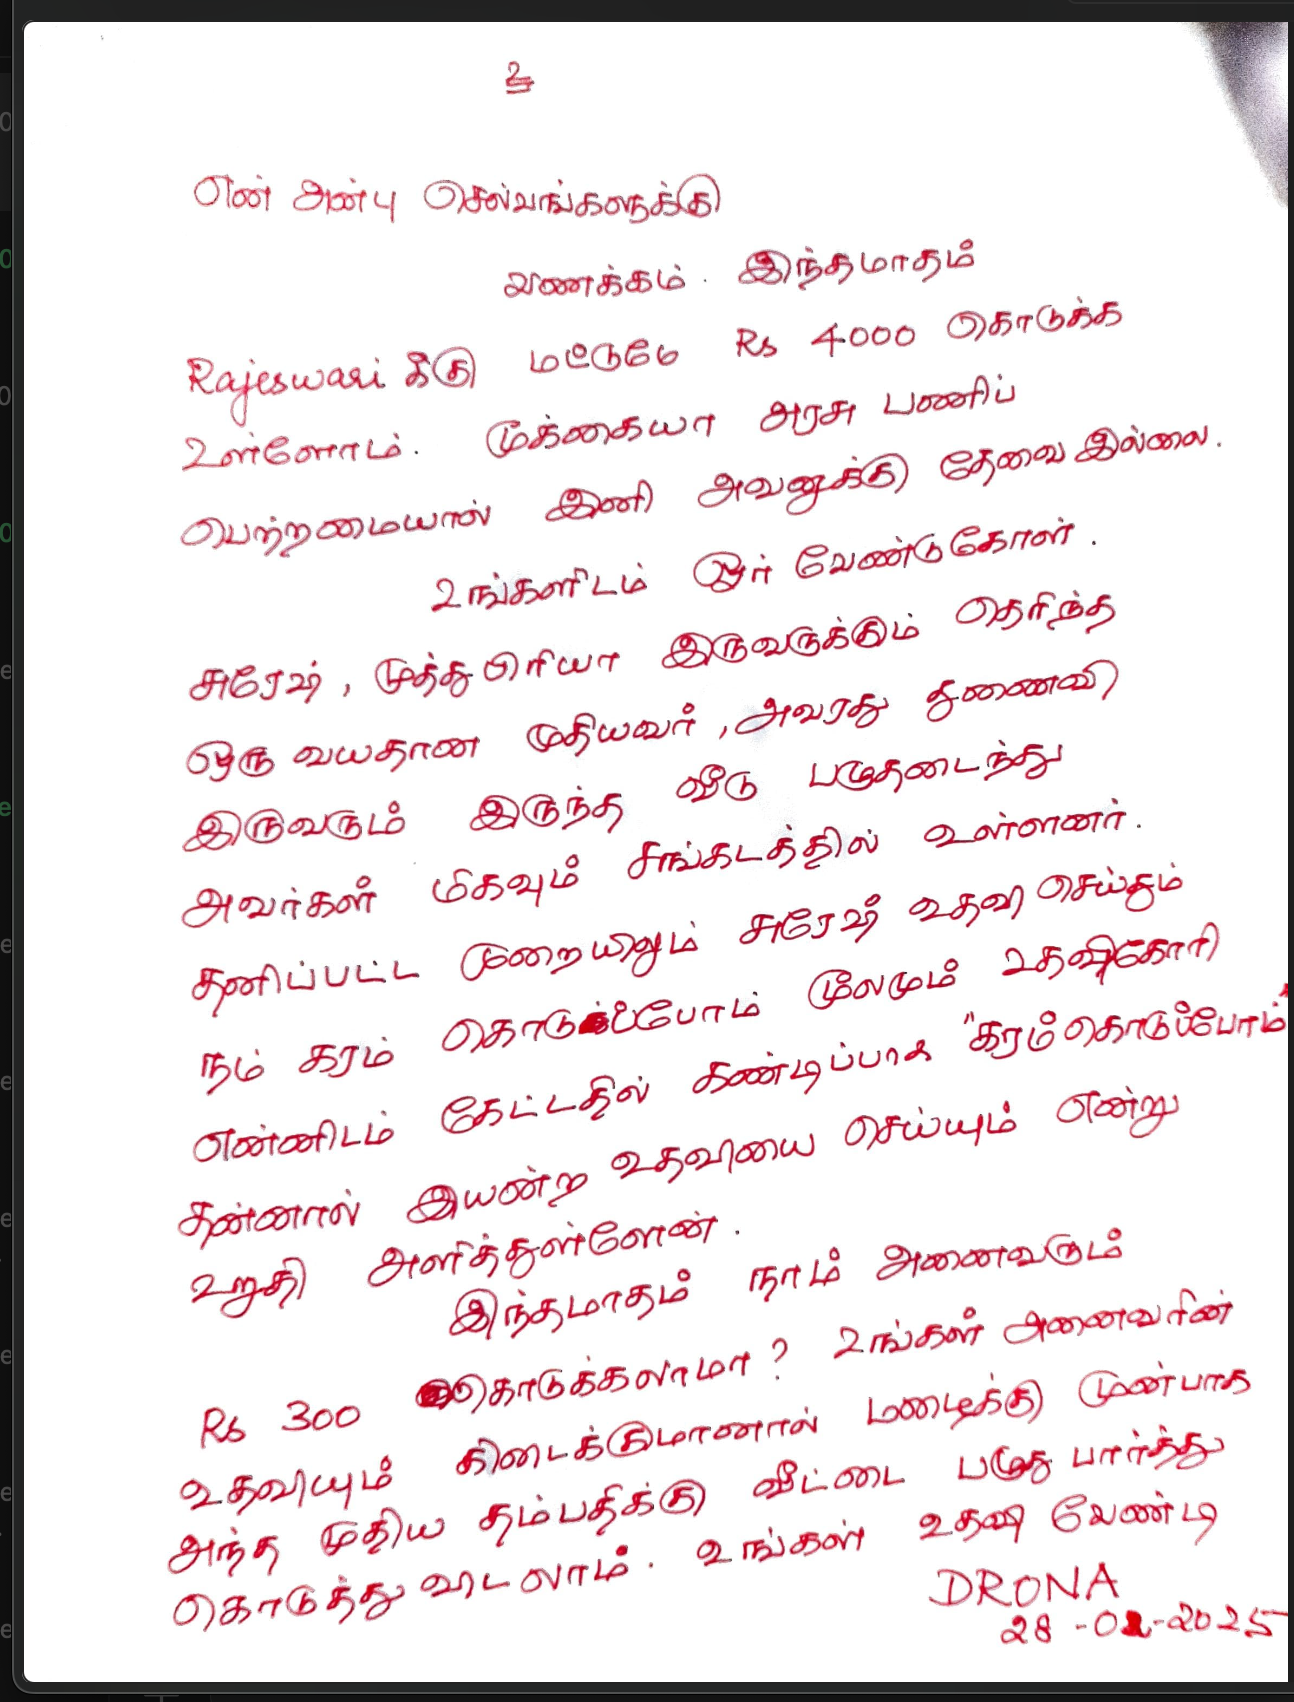 2
என் அன்பு செல்வங்களுக்கு
வணக்கம். இந்தமாதம்
Rajeswari க்கு மட்டுமே Rs 4000 கொடுக்க
உள்ளோம். முக்கையா அரசு பணிப்
பெற்றமையால் இனி அவனுக்கு தேவை இல்லை.
உங்களிடம் ஓர் வேண்டுகோள்.
சுரேஷ், முத்துபிரியா இருவருக்கும் தெரிந்த
ஒரு வயதான முதியவர், அவரது துணைவி
இருவரும் இருந்த வீடு பழுதடைந்து
அவர்கள் மிகவும் சங்கடத்தில் உள்ளனர்.
தனிப்பட்ட முறையிலும் சுரேஷ் உதவி செய்தும்
நம் கரம் கொடுப்போம் மூலமும் உதவிகோரி
என்னிடம் கேட்டதில் கண்டிப்பாக "கரம் கொடுப்போம்"
தன்னால் இயன்ற உதவியை செய்யும் என்று
உறுதி அளித்துள்ளேன்.
இந்தமாதம் நாம் அனைவரும்
Rs 300 கொடுக்கலாமா? உங்கள் அனைவரின்
உதவியும் கிடைக்குமானால் மழைக்கு முன்பாக
அந்த முதிய தம்பதிக்கு வீட்டை பழுது பார்த்து
கொடுத்து விடலாம். உங்கள் உதவி வேண்டி
DRONA
28-02-2025